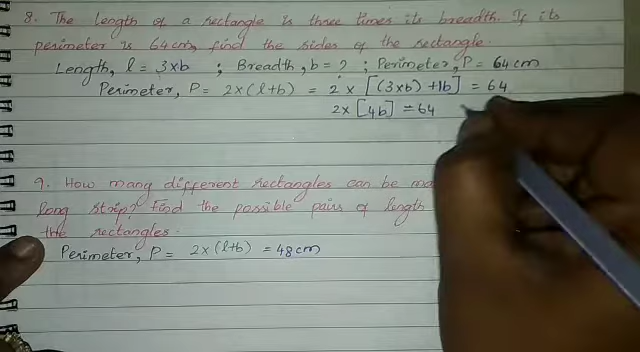 8. The length of a rectangle is three times its breadth. If its
perimeter is 64 cm, find the sides of the rectangle.
Length, l = 3×b ; Breadth, b = ? ; Perimeter, P = 64 cm
Perimeter, P = 2×(l+b) = 2 × [(3×b) + 1b] = 64
2× [4b] = 64
9. How many different rectangles can be
long strip? Find the possible pairs of length
the rectangles.
Perimeter, P = 2×(l+b) = 48 cm